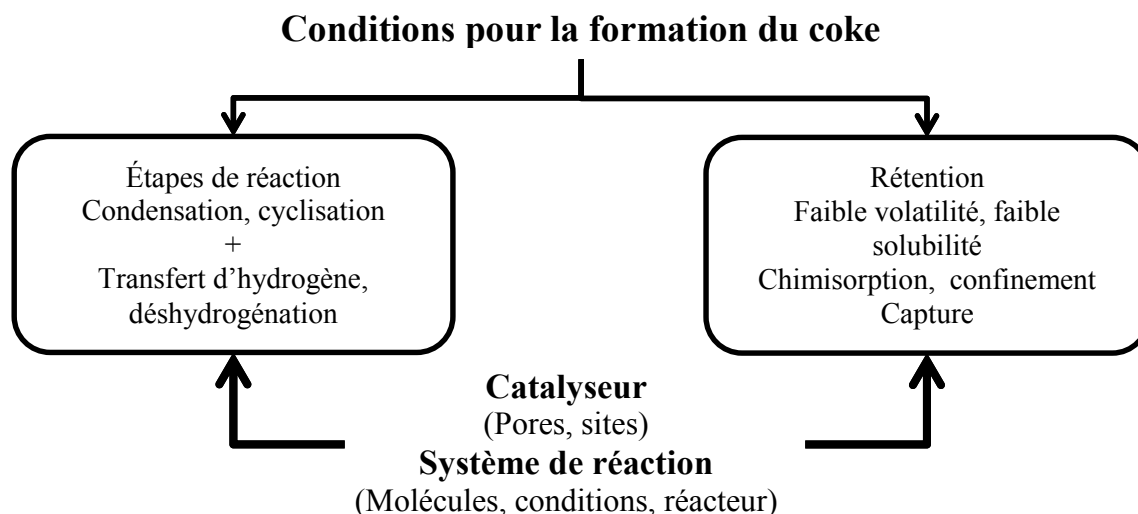 Conditions pour la formation du coke
Étapes de réaction
Condensation, cyclisation
+
Transfert d’hydrogène,
déshydrogénation
Rétention
Faible volatilité, faible
solubilité
Chimisorption, confinement
Capture
Catalyseur
(Pores, sites)
Système de réaction
(Molécules, conditions, réacteur)